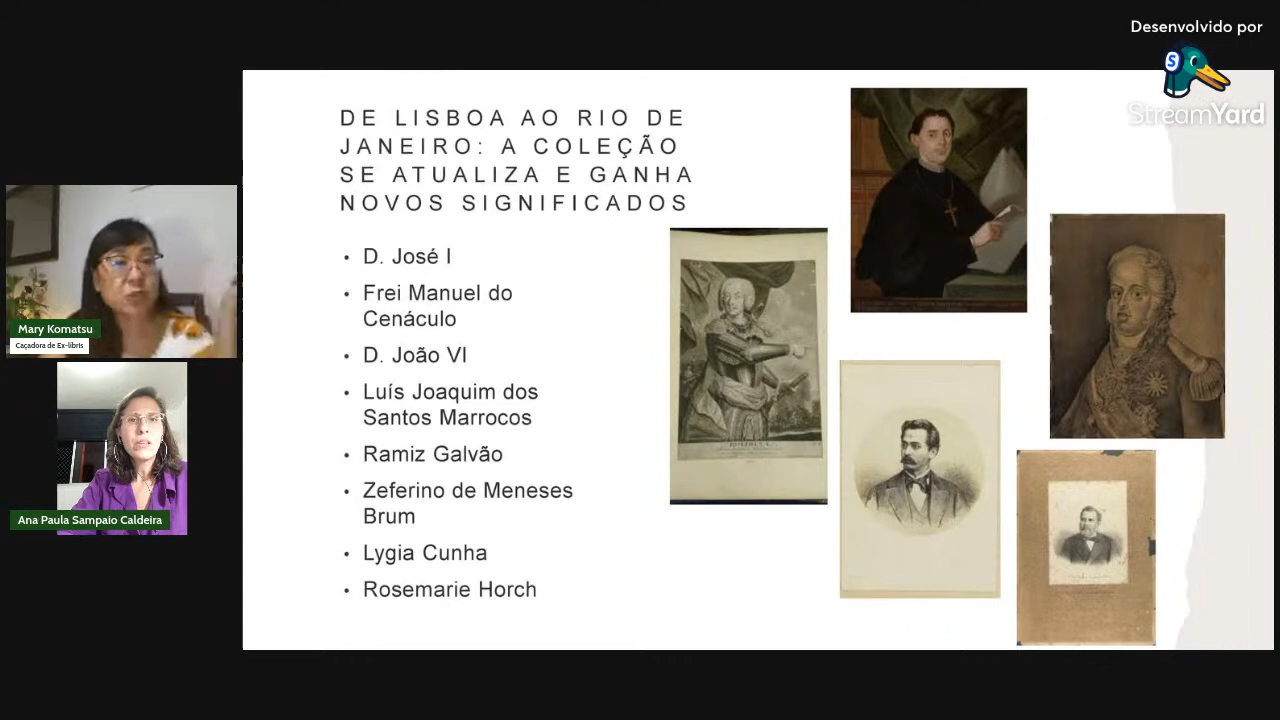 Desenvolvido por
S
StreamYard
DE LISBOA AO RIO DE
JANEIRO: A COLEÇÃO
SE ATUALIZA E GANHA
NOVOS SIGNIFICADOS
• D. José I
• Frei Manuel do
Cenáculo
• D. João VI
• Luís Joaquim dos
Santos Marrocos
• Ramiz Galvão
• Zeferino de Meneses
Brum
• Lygia Cunha
• Rosemarie Horch
Mary Komatsu
Caçadora de Ex-libris
Ana Paula Sampaio Caldeira